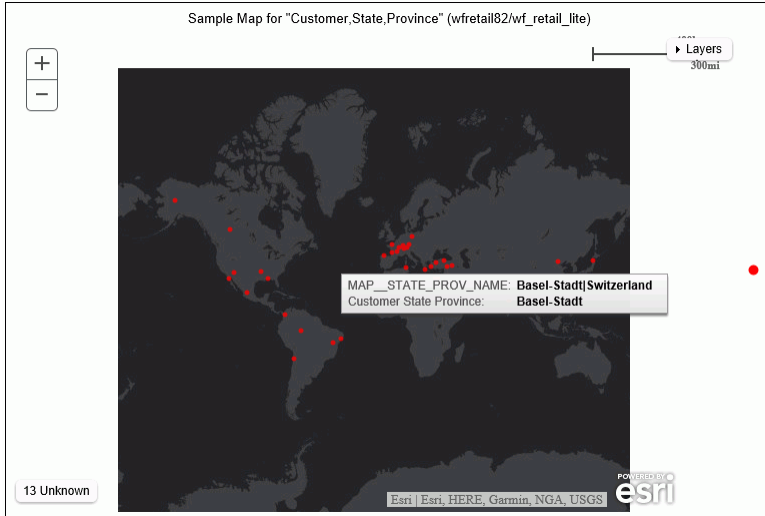 Sample Map for "Customer,State,Province" (wfretail82/wf_retail_lite)
+
Layers
300mi
−
MAP__STATE_PROV_NAME: Basel-Stadt|Switzerland
Customer State Province: Basel-Stadt
13 Unknown
Esri | Esri, HERE, Garmin, NGA, USGS
POWERED BY
esri